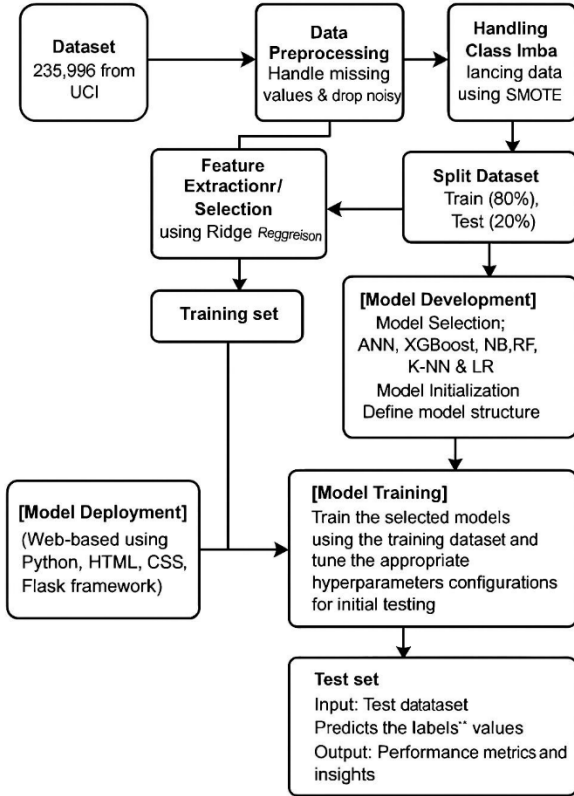 Dataset
235,996 from
UCI
Data
Preprocessing
Handle missing
values & drop noisy
Handling
Class Imba
lancing data
using SMOTE
Feature
Extractionr/
Selection
using Ridge Reggreison
Split Dataset
Train (80%),
Test (20%)
Training set
[Model Development]
Model Selection;
ANN, XGBoost, NB,RF,
K-NN & LR
Model Initialization
Define model structure
[Model Deployment]
(Web-based using
Python, HTML, CSS,
Flask framework)
[Model Training]
Train the selected models
using the training dataset and
tune the appropriate
hyperparameters configurations
for initial testing
Test set
Input: Test datataset
Predicts the labels¨ values
Output: Performance metrics and
insights